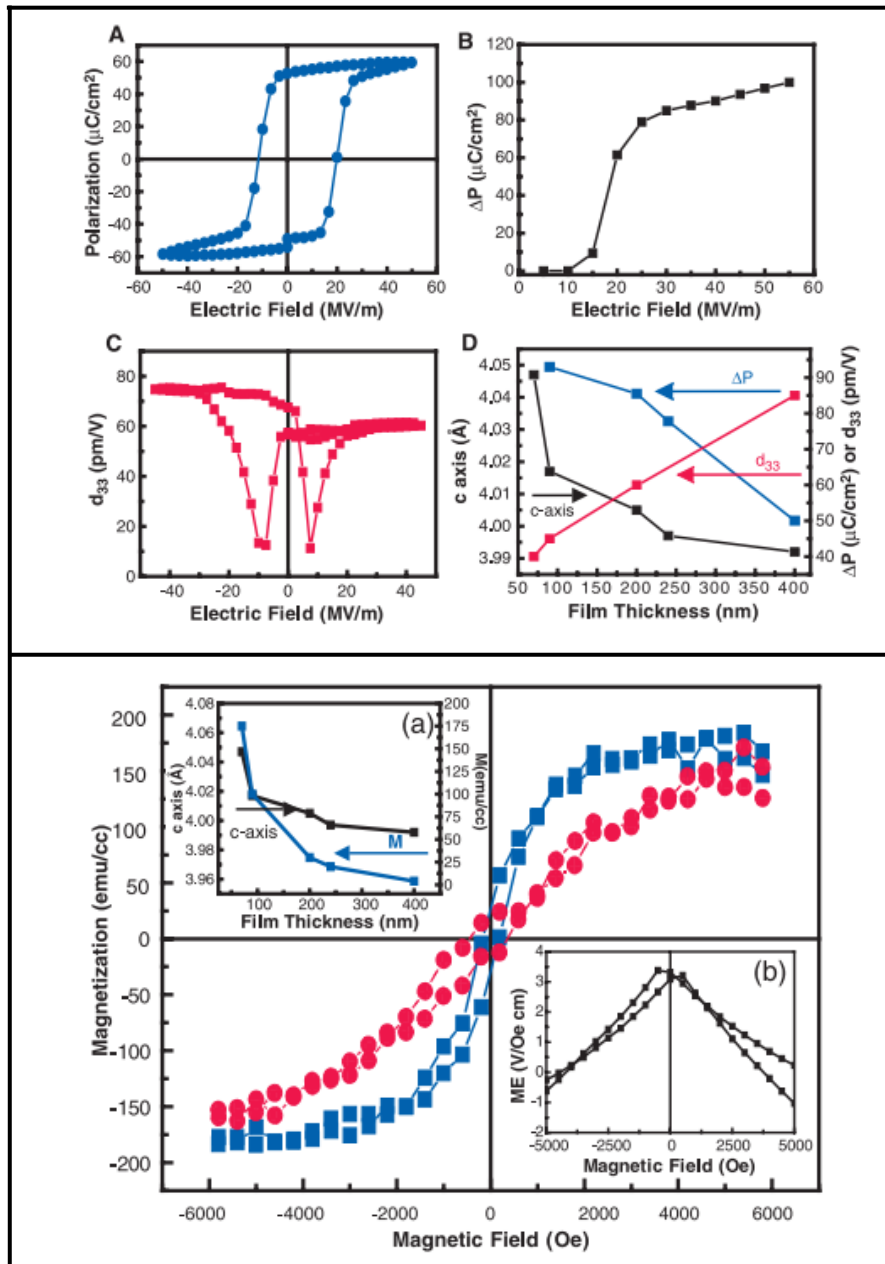 A
Polarization (μC/cm²)
60
40
20
0
-20
-40
-60
-60 -40 -20 0 20 40 60
Electric Field (MV/m)
B
ΔP (μC/cm²)
120
100
80
60
40
20
0
0 10 20 30 40 50 60
Electric Field (MV/m)
C
d₃₃ (pm/V)
80
60
40
20
0
-40 -20 0 20 40
Electric Field (MV/m)
D
c axis (Å)
4.05
4.04
4.03
4.02
4.01
4.00
3.99
ΔP
d₃₃
c-axis
90
80
70
60
50
40
ΔP (μC/cm²) or d₃₃ (pm/V)
50 100 150 200 250 300 350 400
Film Thickness (nm)
Magnetization (emu/cc)
200
150
100
50
0
-50
-100
-150
-200
-6000 -4000 -2000 0 2000 4000 6000
Magnetic Field (Oe)
(a)
c axis (Å)
4.08
4.06
4.04
4.02
4.00
3.98
3.96
c-axis
M
200
175
150
125
100
75
50
25
0
M(emu/cc)
100 200 300 400
Film Thickness (nm)
(b)
ME (V/Oe cm)
4
3
2
1
0
-1
-2
-5000 -2500 0 2500 5000
Magnetic Field (Oe)